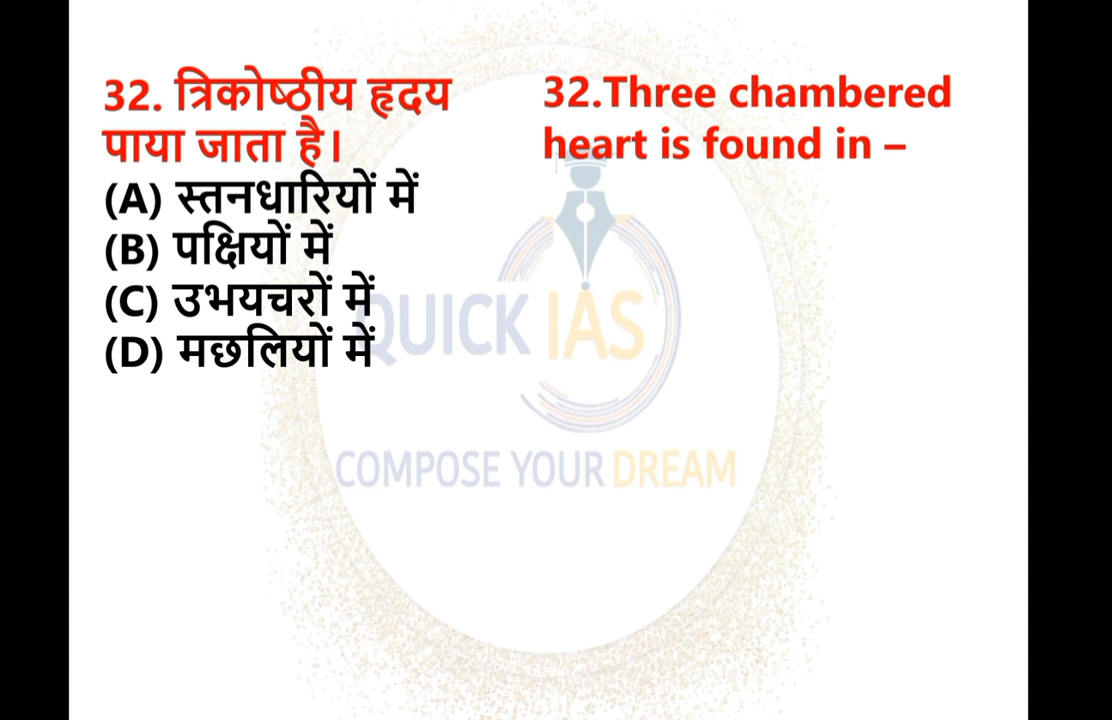 32. त्रिकोष्ठीय हृदय
पाया जाता है।
(A) स्तनधारियों में
(B) पक्षियों में
(C) उभयचरों में
(D) मछलियों में
32.Three chambered
heart is found in –
QUICK IAS
COMPOSE YOUR DREAM